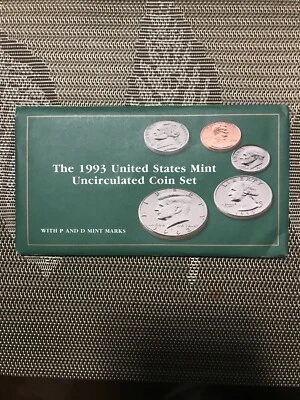 The 1993 United States Mint
Uncirculated Coin Set
WITH P AND D MINT MARKS